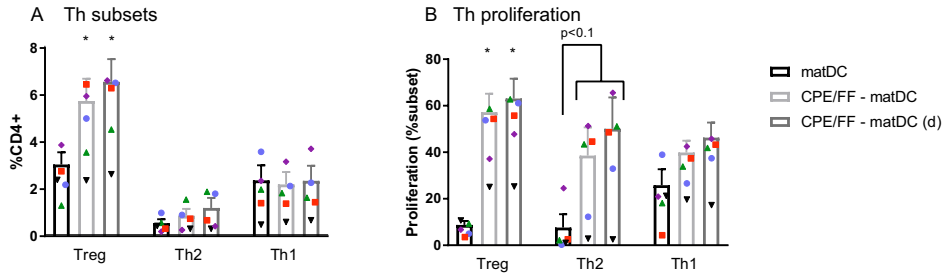 A Th subsets
%CD4+
8
6
4
2
0
* *
Treg Th2 Th1
B Th proliferation
Proliferation (%subset)
80
60
40
20
0
* *
p<0.1
Treg Th2 Th1
matDC
CPE/FF - matDC
CPE/FF - matDC (d)